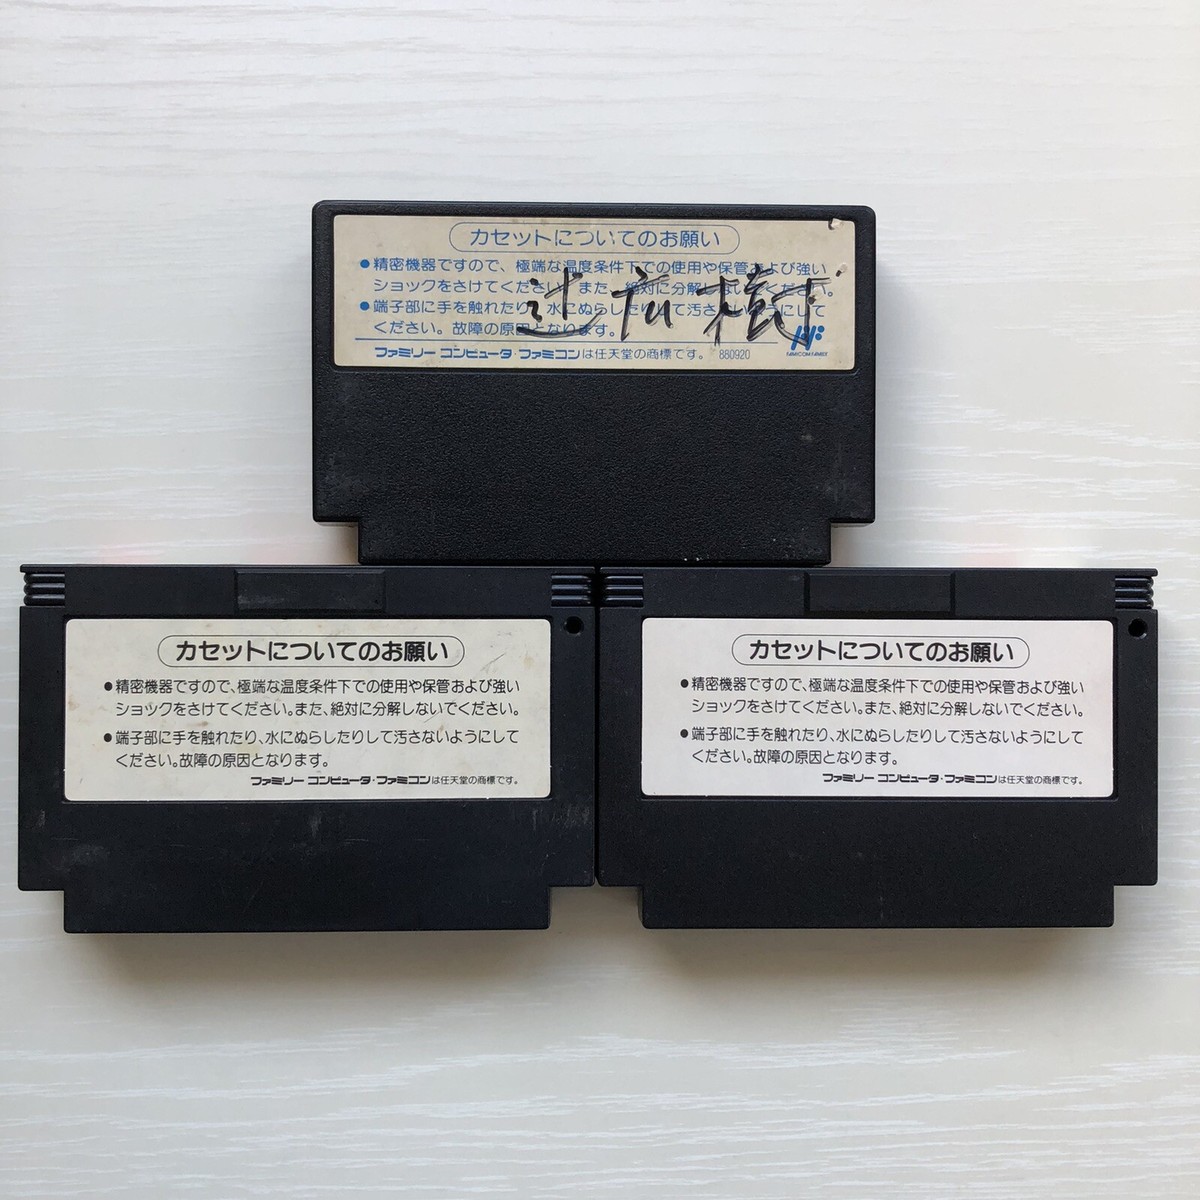 カセットについてのお願い
●精密機器ですので、極端な温度条件下での使用や保管および強い
ショックをさけてください。また、絶対に分解しないでください。
●端子部に手を触れたり、水にぬらしたりして汚さないようにして
ください。故障の原因となります。
辻広樹
ファミリー コンピュータ・ファミコンは任天堂の商標です。 880920
FAMICOM FAMILY
カセットについてのお願い
●精密機器ですので、極端な温度条件下での使用や保管および強い
ショックをさけてください。また、絶対に分解しないでください。
●端子部に手を触れたり、水にぬらしたりして汚さないようにして
ください。故障の原因となります。
ファミリー コンピュータ・ファミコンは任天堂の商標です。
カセットについてのお願い
●精密機器ですので、極端な温度条件下での使用や保管および強い
ショックをさけてください。また、絶対に分解しないでください。
●端子部に手を触れたり、水にぬらしたりして汚さないようにして
ください。故障の原因となります。
ファミリー コンピュータ・ファミコンは任天堂の商標です。